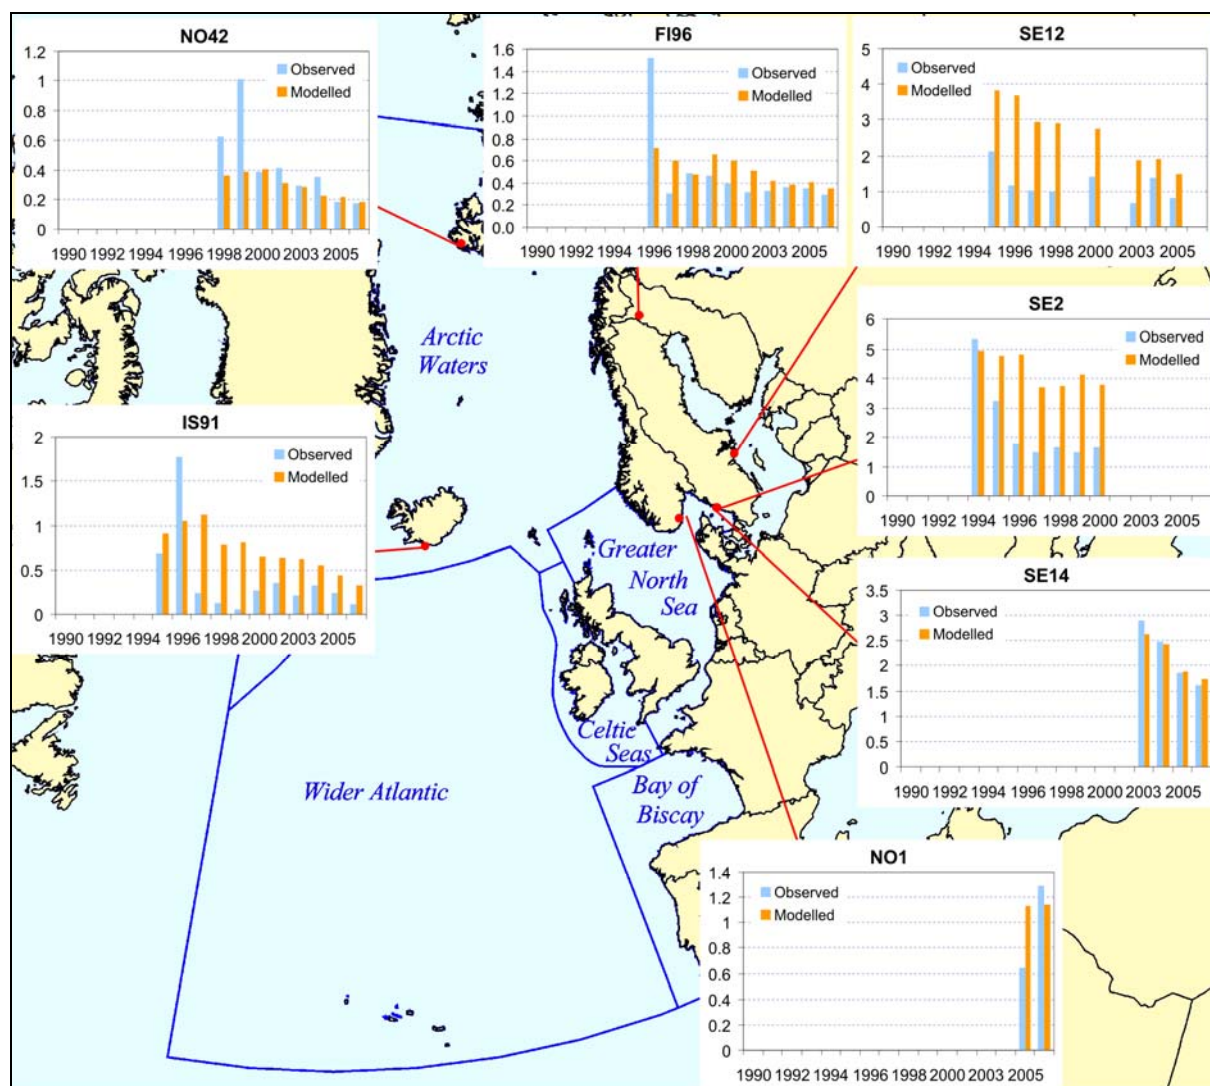 NO42
1.2
1
0.8
0.6
0.4
0.2
0
Observed
Modelled
1990 1992 1994 1996 1998 2000 2003 2005
FI96
1.6
1.4
1.2
1.0
0.8
0.6
0.4
0.2
0.0
Observed
Modelled
1990 1992 1994 1996 1998 2000 2003 2005
SE12
5
4
3
2
1
0
Observed
Modelled
1990 1992 1994 1996 1998 2000 2003 2005
Arctic
Waters
SE2
6
5
4
3
2
1
0
Observed
Modelled
1990 1992 1994 1996 1998 2000 2005
IS91
2
1.5
1
0.5
0
Observed
Modelled
1990 1992 1994 1996 1998 2000 2003 2005
Greater
North
Sea
SE14
3.5
3
2.5
2
1.5
1
0.5
0
Observed
Modelled
1990 1992 1994 1996 1998 2000 2003 2005
Celtic
Seas
Wider Atlantic
Bay of
Biscay
NO1
1.4
1.2
1.0
0.8
0.6
0.4
0.2
0
Observed
Modelled
1990 1992 1994 1996 1998 2000 2005